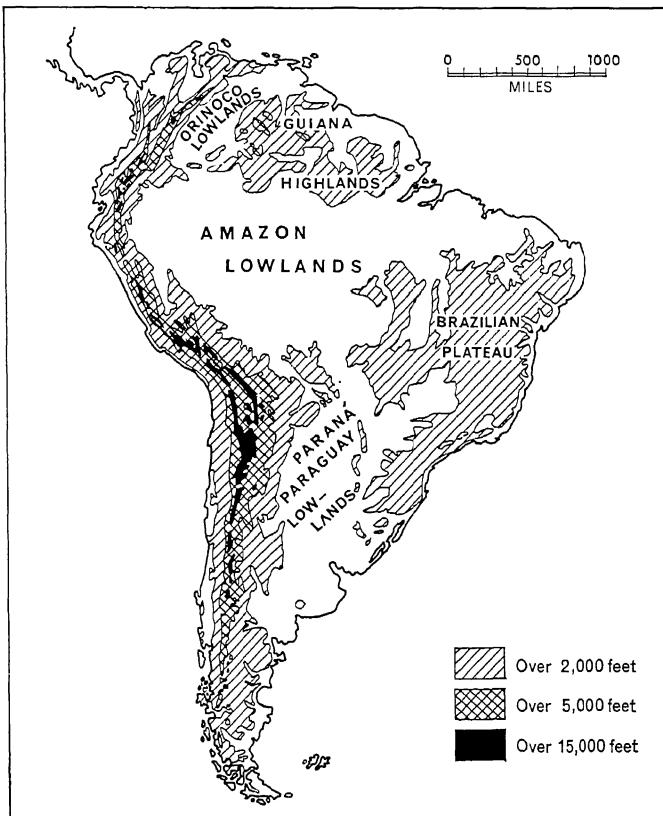 0 500 1000
MILES
ORINOCO
LOWLANDS
GUIANA
HIGHLANDS
AMAZON
LOWLANDS
BRAZILIAN
PLATEAU
PARANÁ
PARAGUAY
LOW–
LANDS
Over 2,000 feet
Over 5,000 feet
Over 15,000 feet